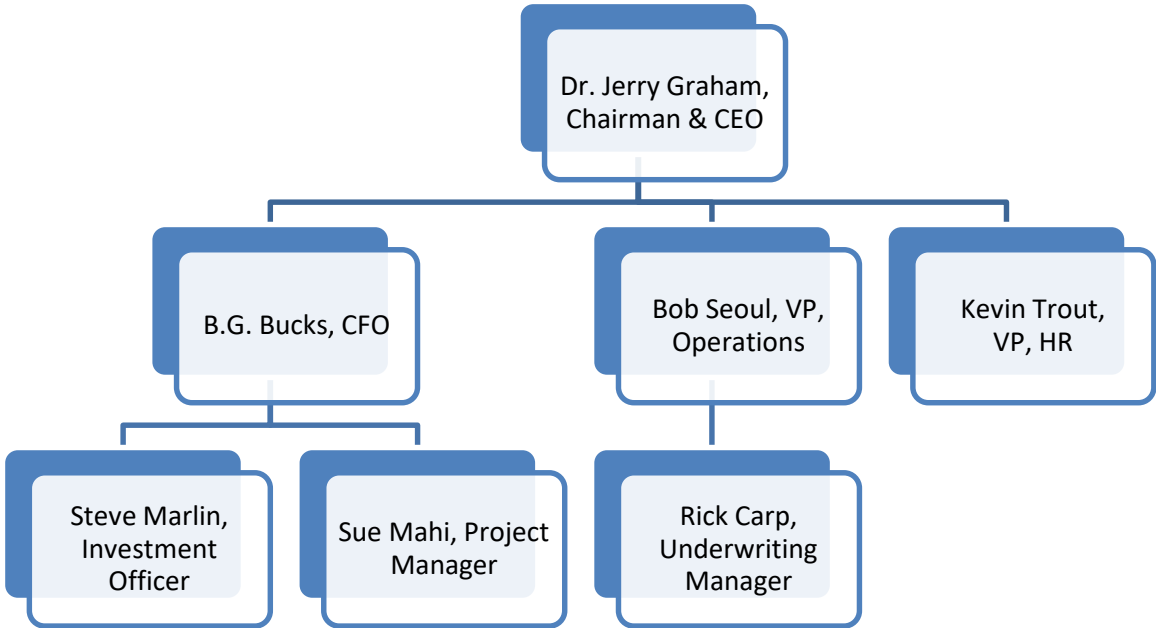 Dr. Jerry Graham,
Chairman & CEO
B.G. Bucks, CFO
Bob Seoul, VP,
Operations
Kevin Trout,
VP, HR
Steve Marlin,
Investment
Officer
Sue Mahi, Project
Manager
Rick Carp,
Underwriting
Manager